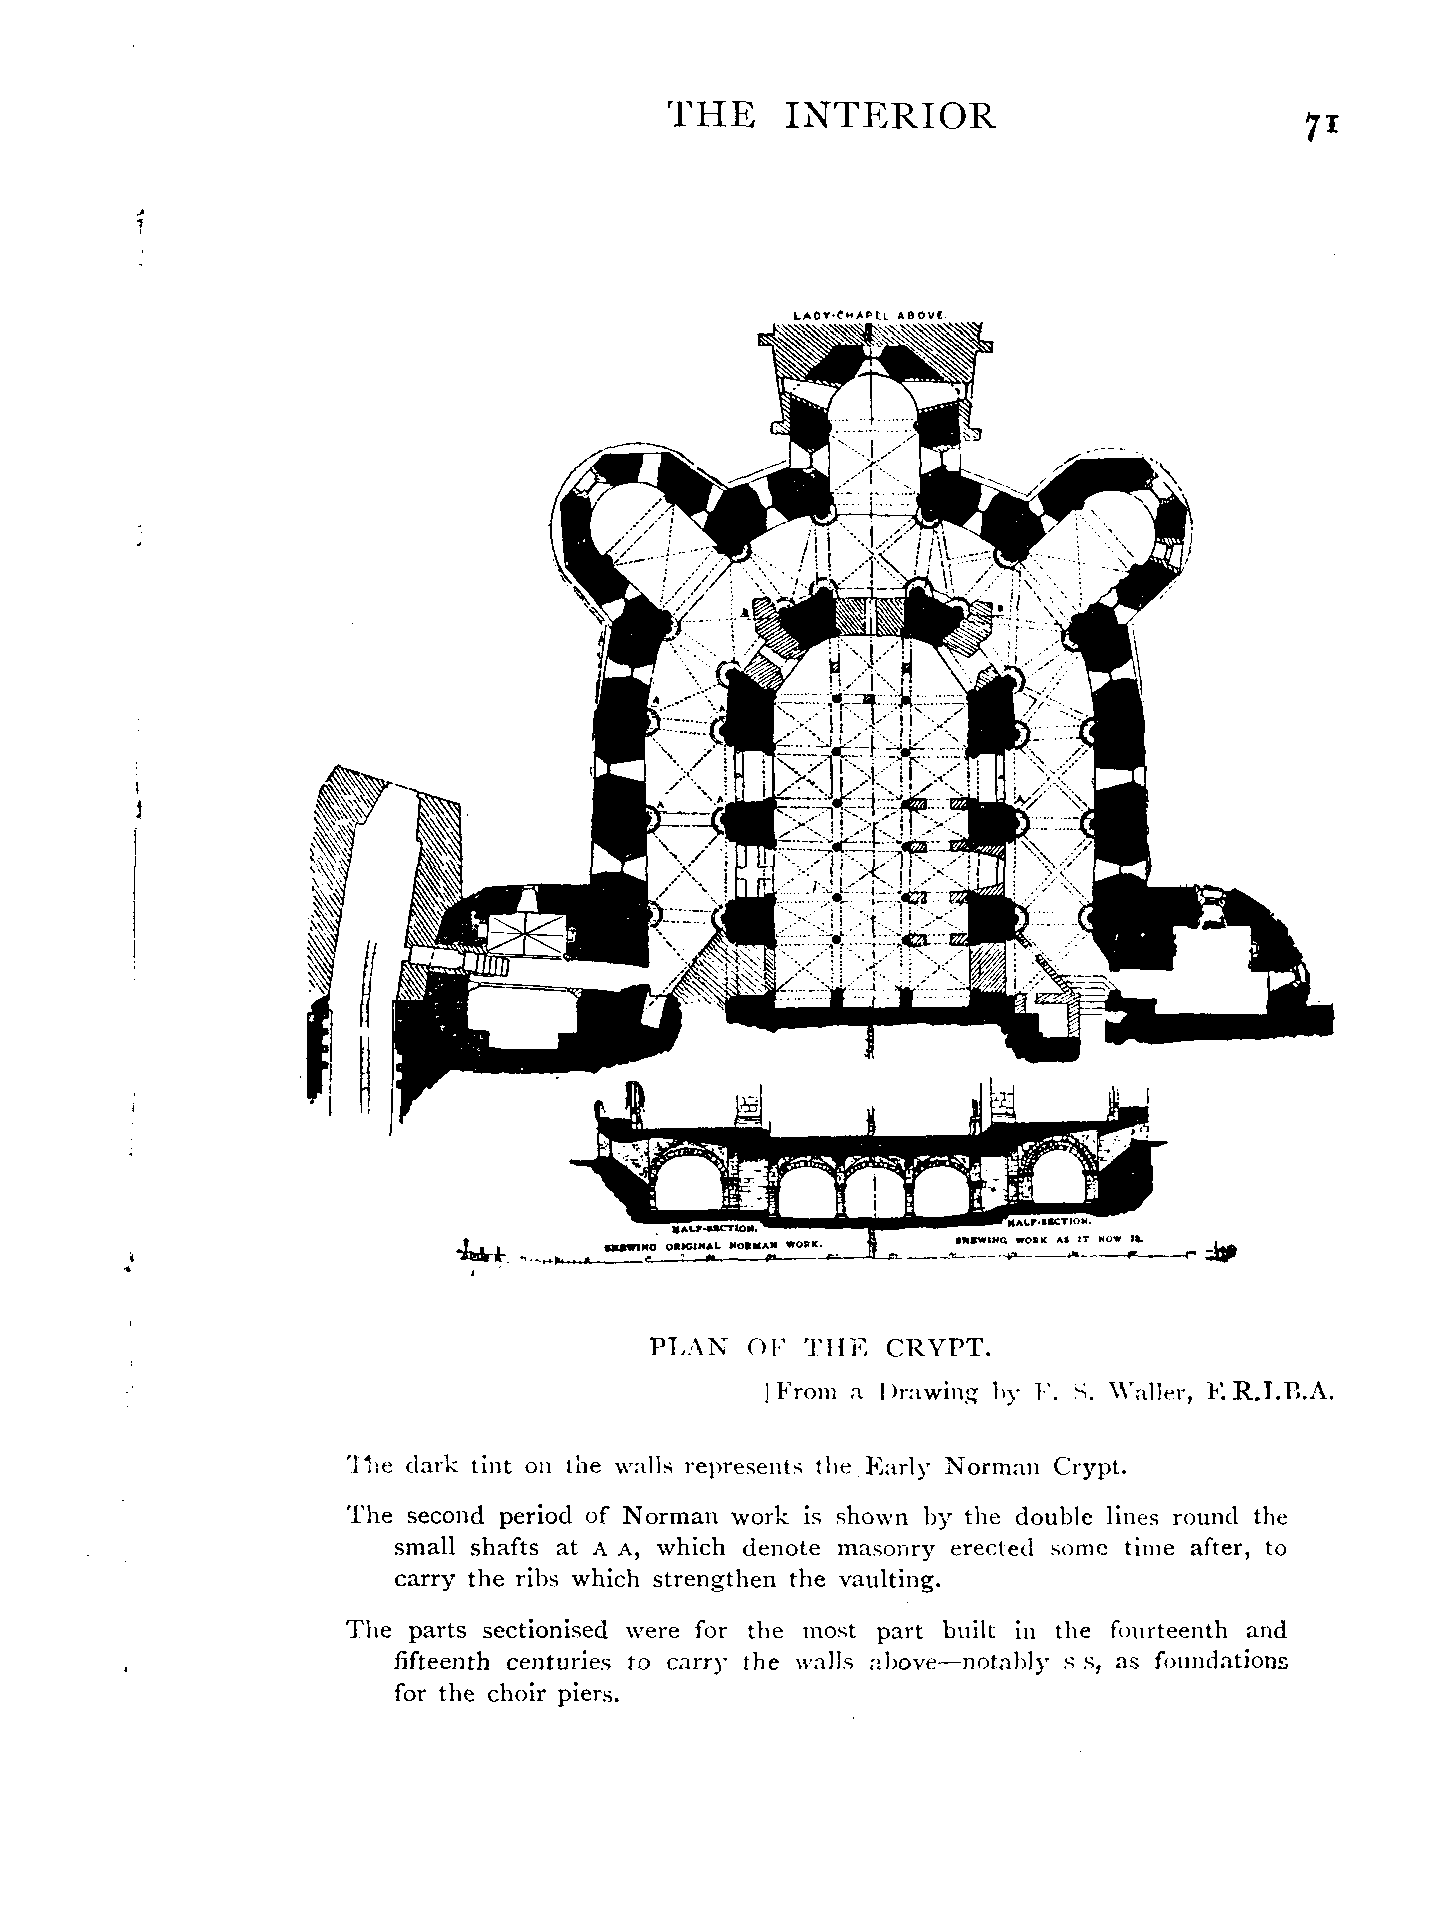 THE INTERIOR
71
LADY-CHAPEL ABOVE.
A
A
A
A
A
HALF-SECTION.
SHEWING ORIGINAL NORMAN WORK.
HALF-SECTION.
SHEWING WORK AS IT NOW IS.
PLAN OF THE CRYPT.
[From a Drawing by F. S. Waller, F.R.I.B.A.
The dark tint on the walls represents the Early Norman Crypt.
The second period of Norman work is shown by the double lines round the
small shafts at A A, which denote masonry erected some time after, to
carry the ribs which strengthen the vaulting.
The parts sectionised were for the most part built in the fourteenth and
fifteenth centuries to carry the walls above—notably s s, as foundations
for the choir piers.